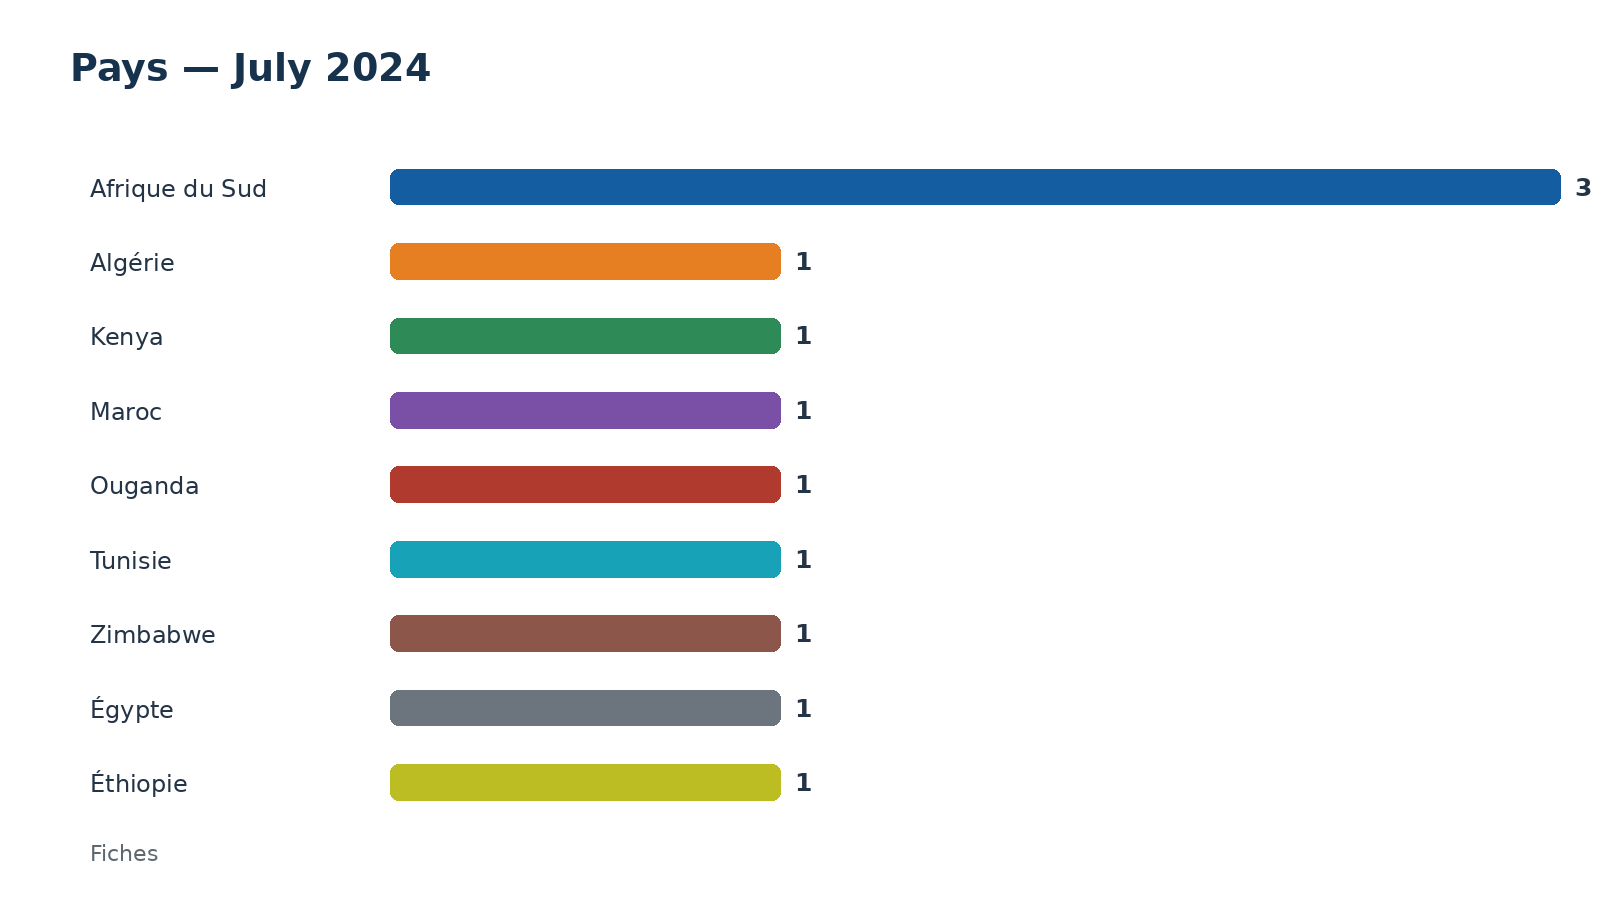 Pays — July 2024
Afrique du Sud 3
Algérie 1
Kenya 1
Maroc 1
Ouganda 1
Tunisie 1
Zimbabwe 1
Égypte 1
Éthiopie 1
Fiches